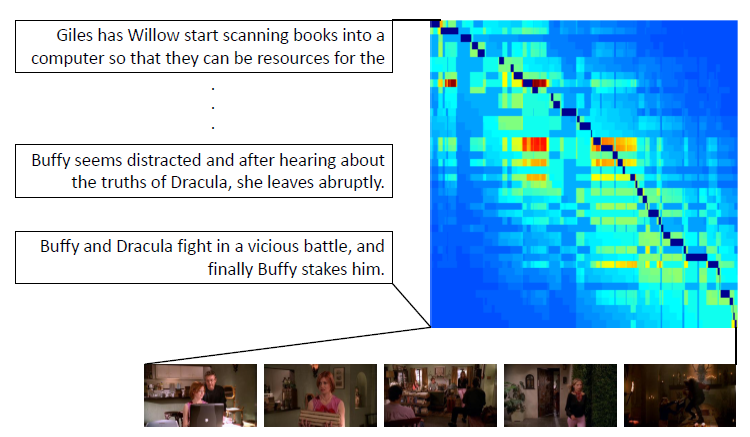 Giles has Willow start scanning books into a
computer so that they can be resources for the
.
.
.
Buffy seems distracted and after hearing about
the truths of Dracula, she leaves abruptly.
Buffy and Dracula fight in a vicious battle, and
finally Buffy stakes him.